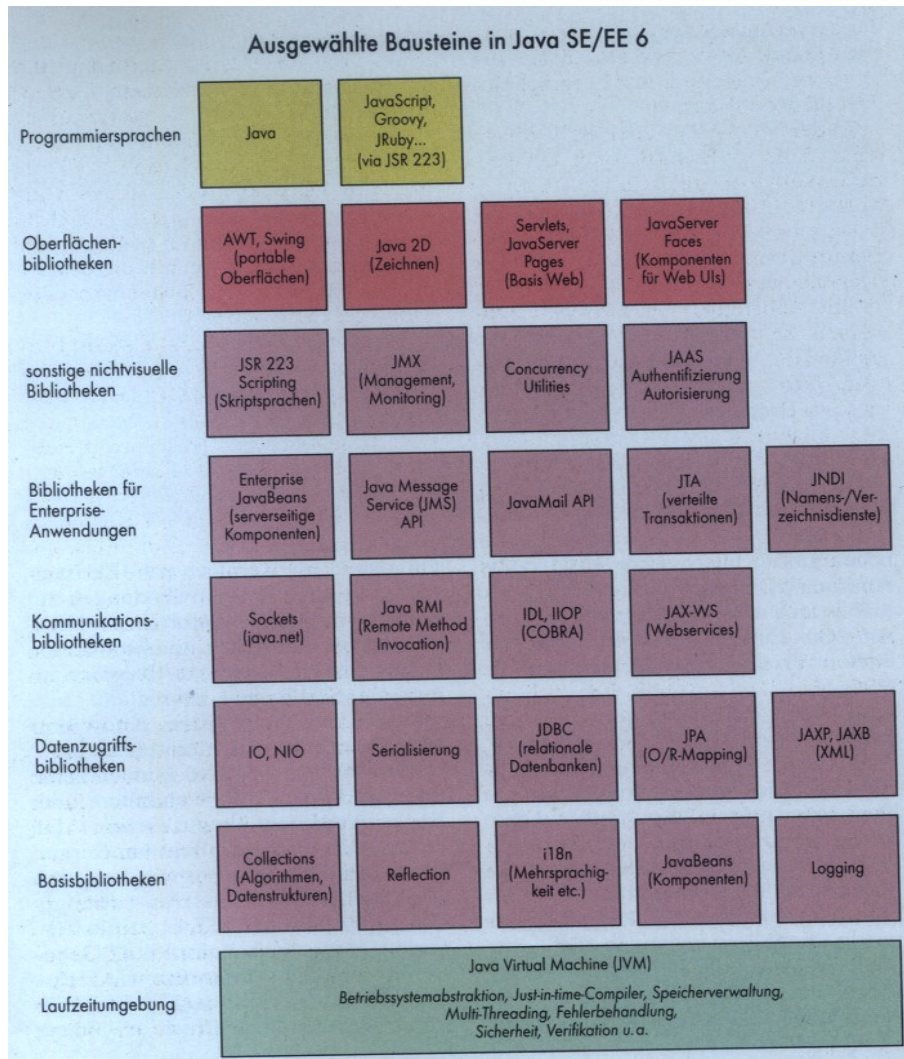 Ausgewählte Bausteine in Java SE/EE 6
Programmiersprachen
Java
JavaScript,
Groovy,
JRuby...
(via JSR 223)
Oberflächen-
bibliotheken
AWT, Swing
(portable
Oberflächen)
Java 2D
(Zeichnen)
Servlets,
JavaServer
Pages
(Basis Web)
JavaServer
Faces
(Komponenten
für Web UIs)
sonstige nichtvisuelle
Bibliotheken
JSR 223
Scripting
(Skriptsprachen)
JMX
(Management,
Monitoring)
Concurrency
Utilities
JAAS
Authentifizierung
Autorisierung
Bibliotheken für
Enterprise-
Anwendungen
Enterprise
JavaBeans
(serverseitige
Komponenten)
Java Message
Service (JMS)
API
JavaMail API
JTA
(verteilte
Transaktionen)
JNDI
(Namens-/Ver-
zeichnisdienste)
Kommunikations-
bibliotheken
Sockets
(java.net)
Java RMI
(Remote Method
Invocation)
IDL, IIOP
(COBRA)
JAX-WS
(Webservices)
Datenzugriffs-
bibliotheken
IO, NIO
Serialisierung
JDBC
(relationale
Datenbanken)
JPA
(O/R-Mapping)
JAXP, JAXB
(XML)
Basisbibliotheken
Collections
(Algorithmen,
Datenstrukturen)
Reflection
i18n
(Mehrsprachig-
keit etc.)
JavaBeans
(Komponenten)
Logging
Laufzeitumgebung
Java Virtual Machine (JVM)
Betriebssystemabstraktion, Just-in-time-Compiler, Speicherverwaltung,
Multi-Threading, Fehlerbehandlung,
Sicherheit, Verifikation u. a.